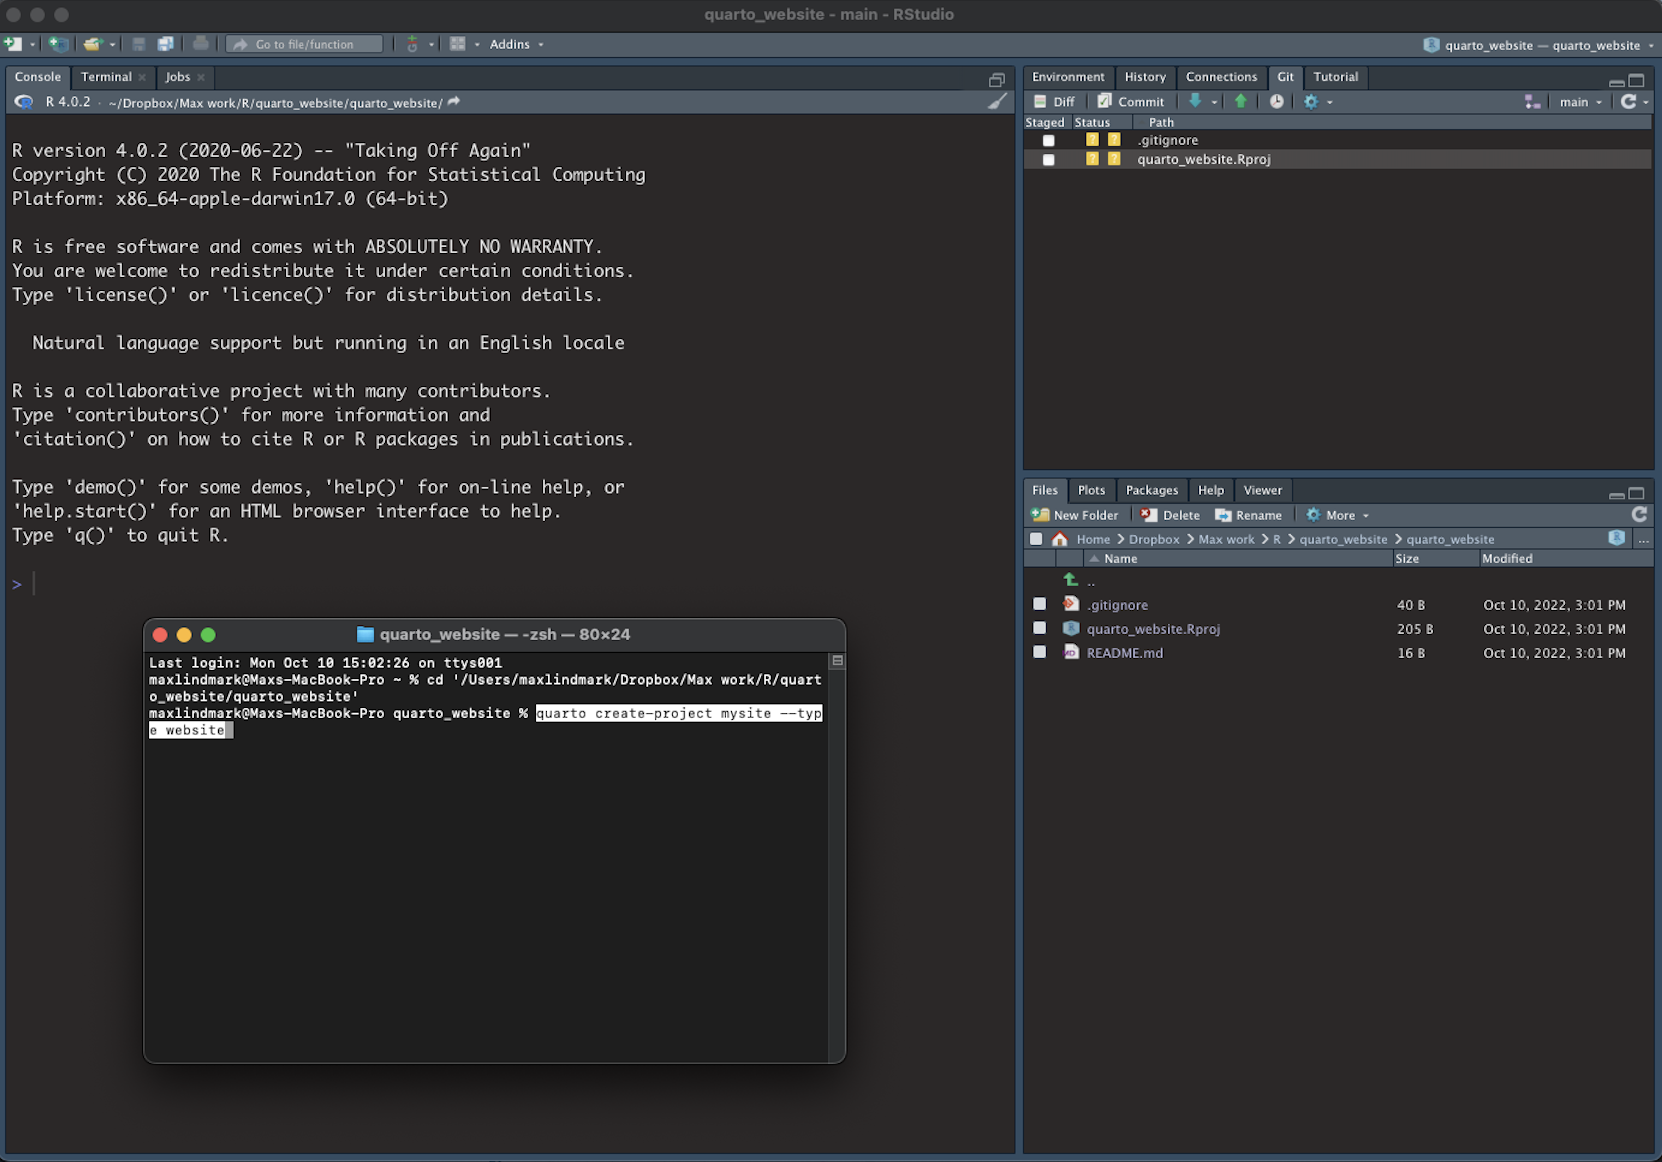 quarto_website - main - RStudio
Go to file/function
Addins
quarto_website — quarto_website
Console Terminal Jobs
R 4.0.2 · ~/Dropbox/Max work/R/quarto_website/quarto_website/
R version 4.0.2 (2020-06-22) -- "Taking Off Again"
Copyright (C) 2020 The R Foundation for Statistical Computing
Platform: x86_64-apple-darwin17.0 (64-bit)
R is free software and comes with ABSOLUTELY NO WARRANTY.
You are welcome to redistribute it under certain conditions.
Type 'license()' or 'licence()' for distribution details.
Natural language support but running in an English locale
R is a collaborative project with many contributors.
Type 'contributors()' for more information and
'citation()' on how to cite R or R packages in publications.
Type 'demo()' for some demos, 'help()' for on-line help, or
'help.start()' for an HTML browser interface to help.
Type 'q()' to quit R.
>
quarto_website — -zsh — 80×24
Last login: Mon Oct 10 15:02:26 on ttys001
maxlindmark@Maxs-MacBook-Pro ~ % cd '/Users/maxlindmark/Dropbox/Max work/R/quart
o_website/quarto_website'
maxlindmark@Maxs-MacBook-Pro quarto_website % quarto create-project mysite --typ
e website
Environment History Connections Git Tutorial
Diff Commit main
Staged Status Path
? ? .gitignore
? ? quarto_website.Rproj
Files Plots Packages Help Viewer
New Folder Delete Rename More
Home Dropbox Max work R quarto_website quarto_website ...
Name Size Modified
..
.gitignore 40 B Oct 10, 2022, 3:01 PM
quarto_website.Rproj 205 B Oct 10, 2022, 3:01 PM
README.md 16 B Oct 10, 2022, 3:01 PM